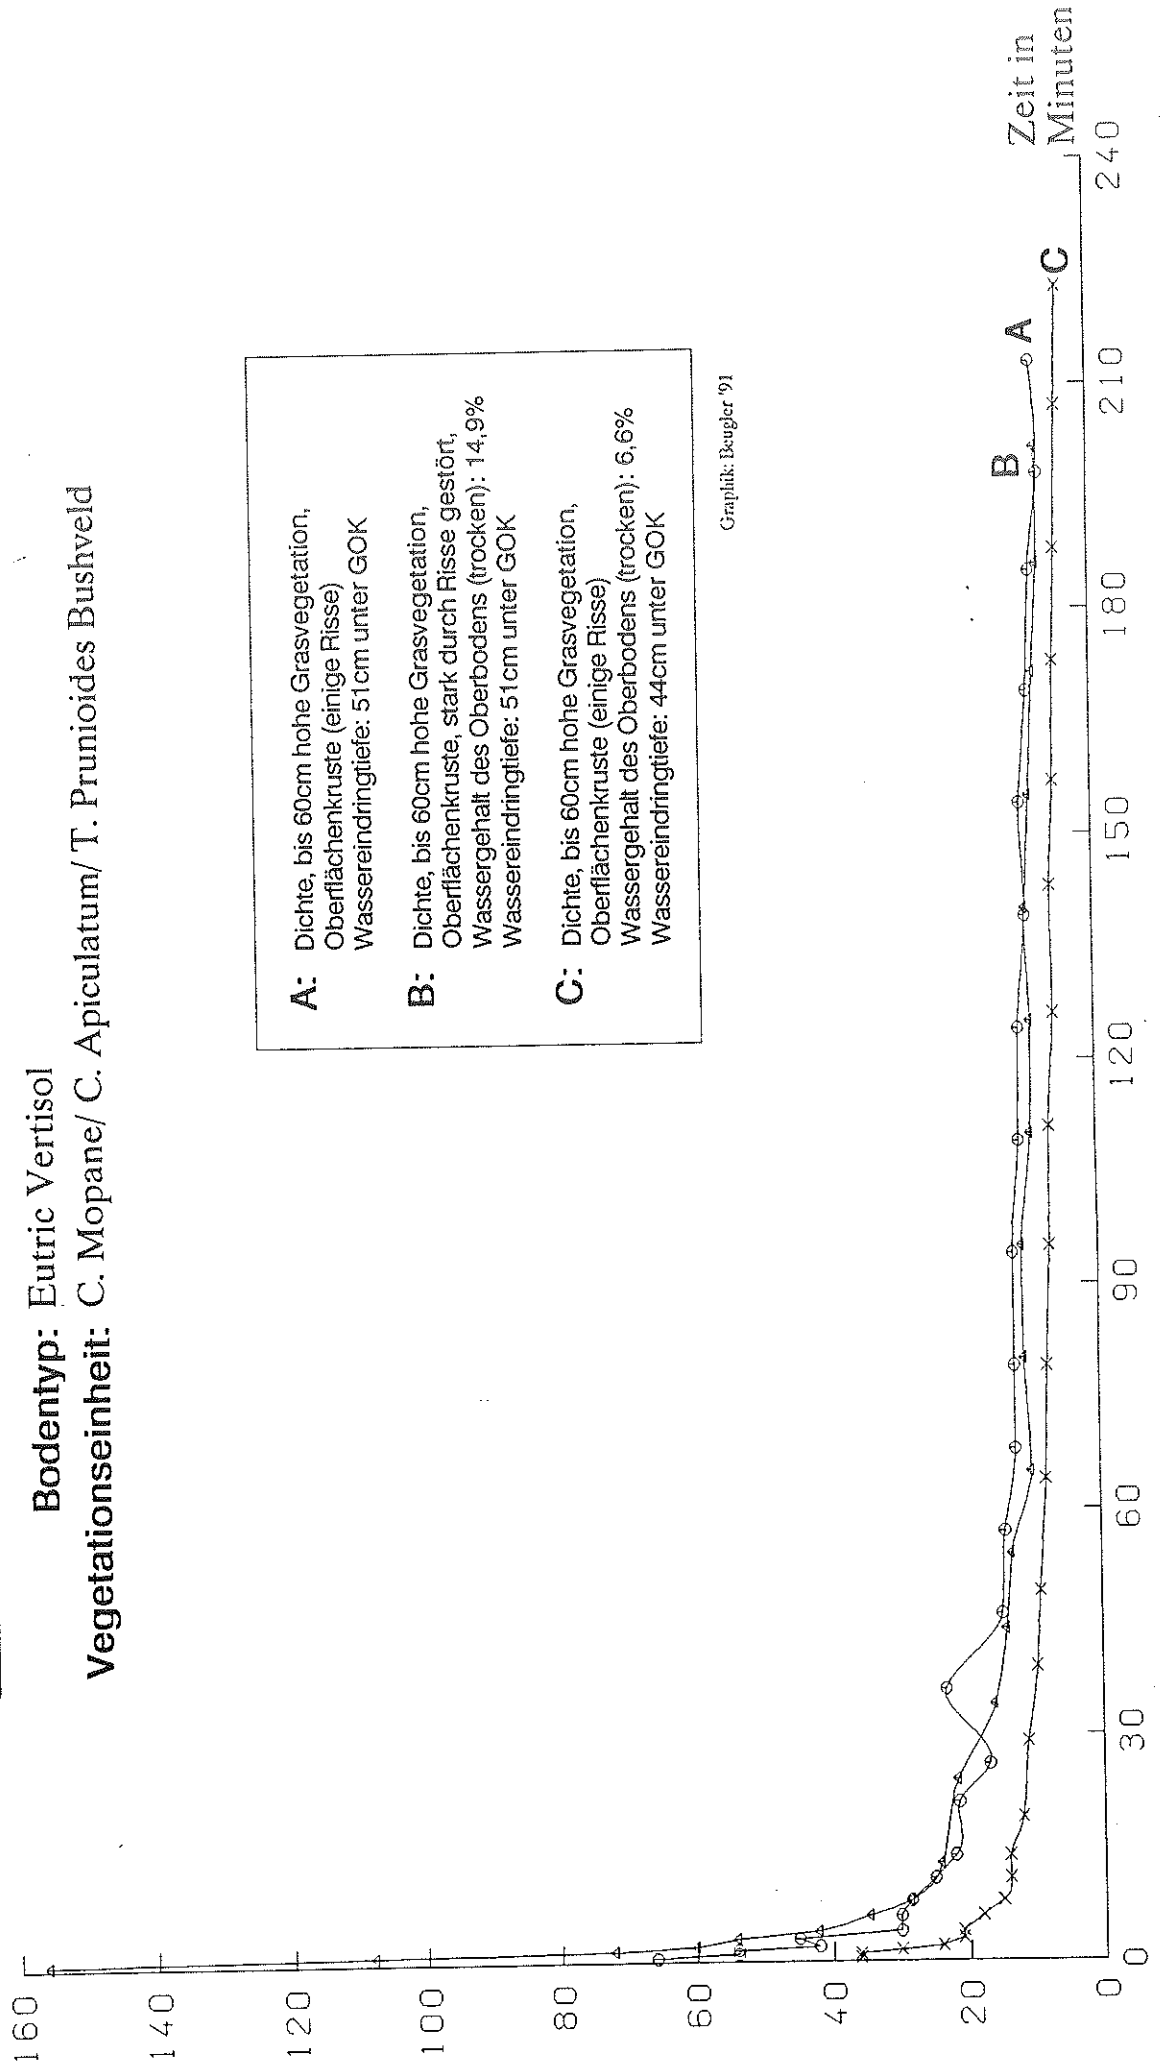 Bodentyp: Eutric Vertisol
Vegetationseinheit: C. Mopane/ C. Apiculatum/ T. Prunioides Bushveld
A: Dichte, bis 60cm hohe Grasvegetation,
Oberflächenkruste (einige Risse)
Wassereindringtiefe: 51cm unter GOK
B: Dichte, bis 60cm hohe Grasvegetation,
Oberflächenkruste, stark durch Risse gestört,
Wassergehalt des Oberbodens (trocken): 14,9%
Wassereindringtiefe: 51cm unter GOK
C: Dichte, bis 60cm hohe Grasvegetation,
Oberflächenkruste (einige Risse)
Wassergehalt des Oberbodens (trocken): 6,6%
Wassereindringtiefe: 44cm unter GOK
Graphik: Beugler '91
160
140
120
100
80
60
40
20
0
B
A
C
0 30 60 90 120 150 180 210 240
Zeit in
Minuten